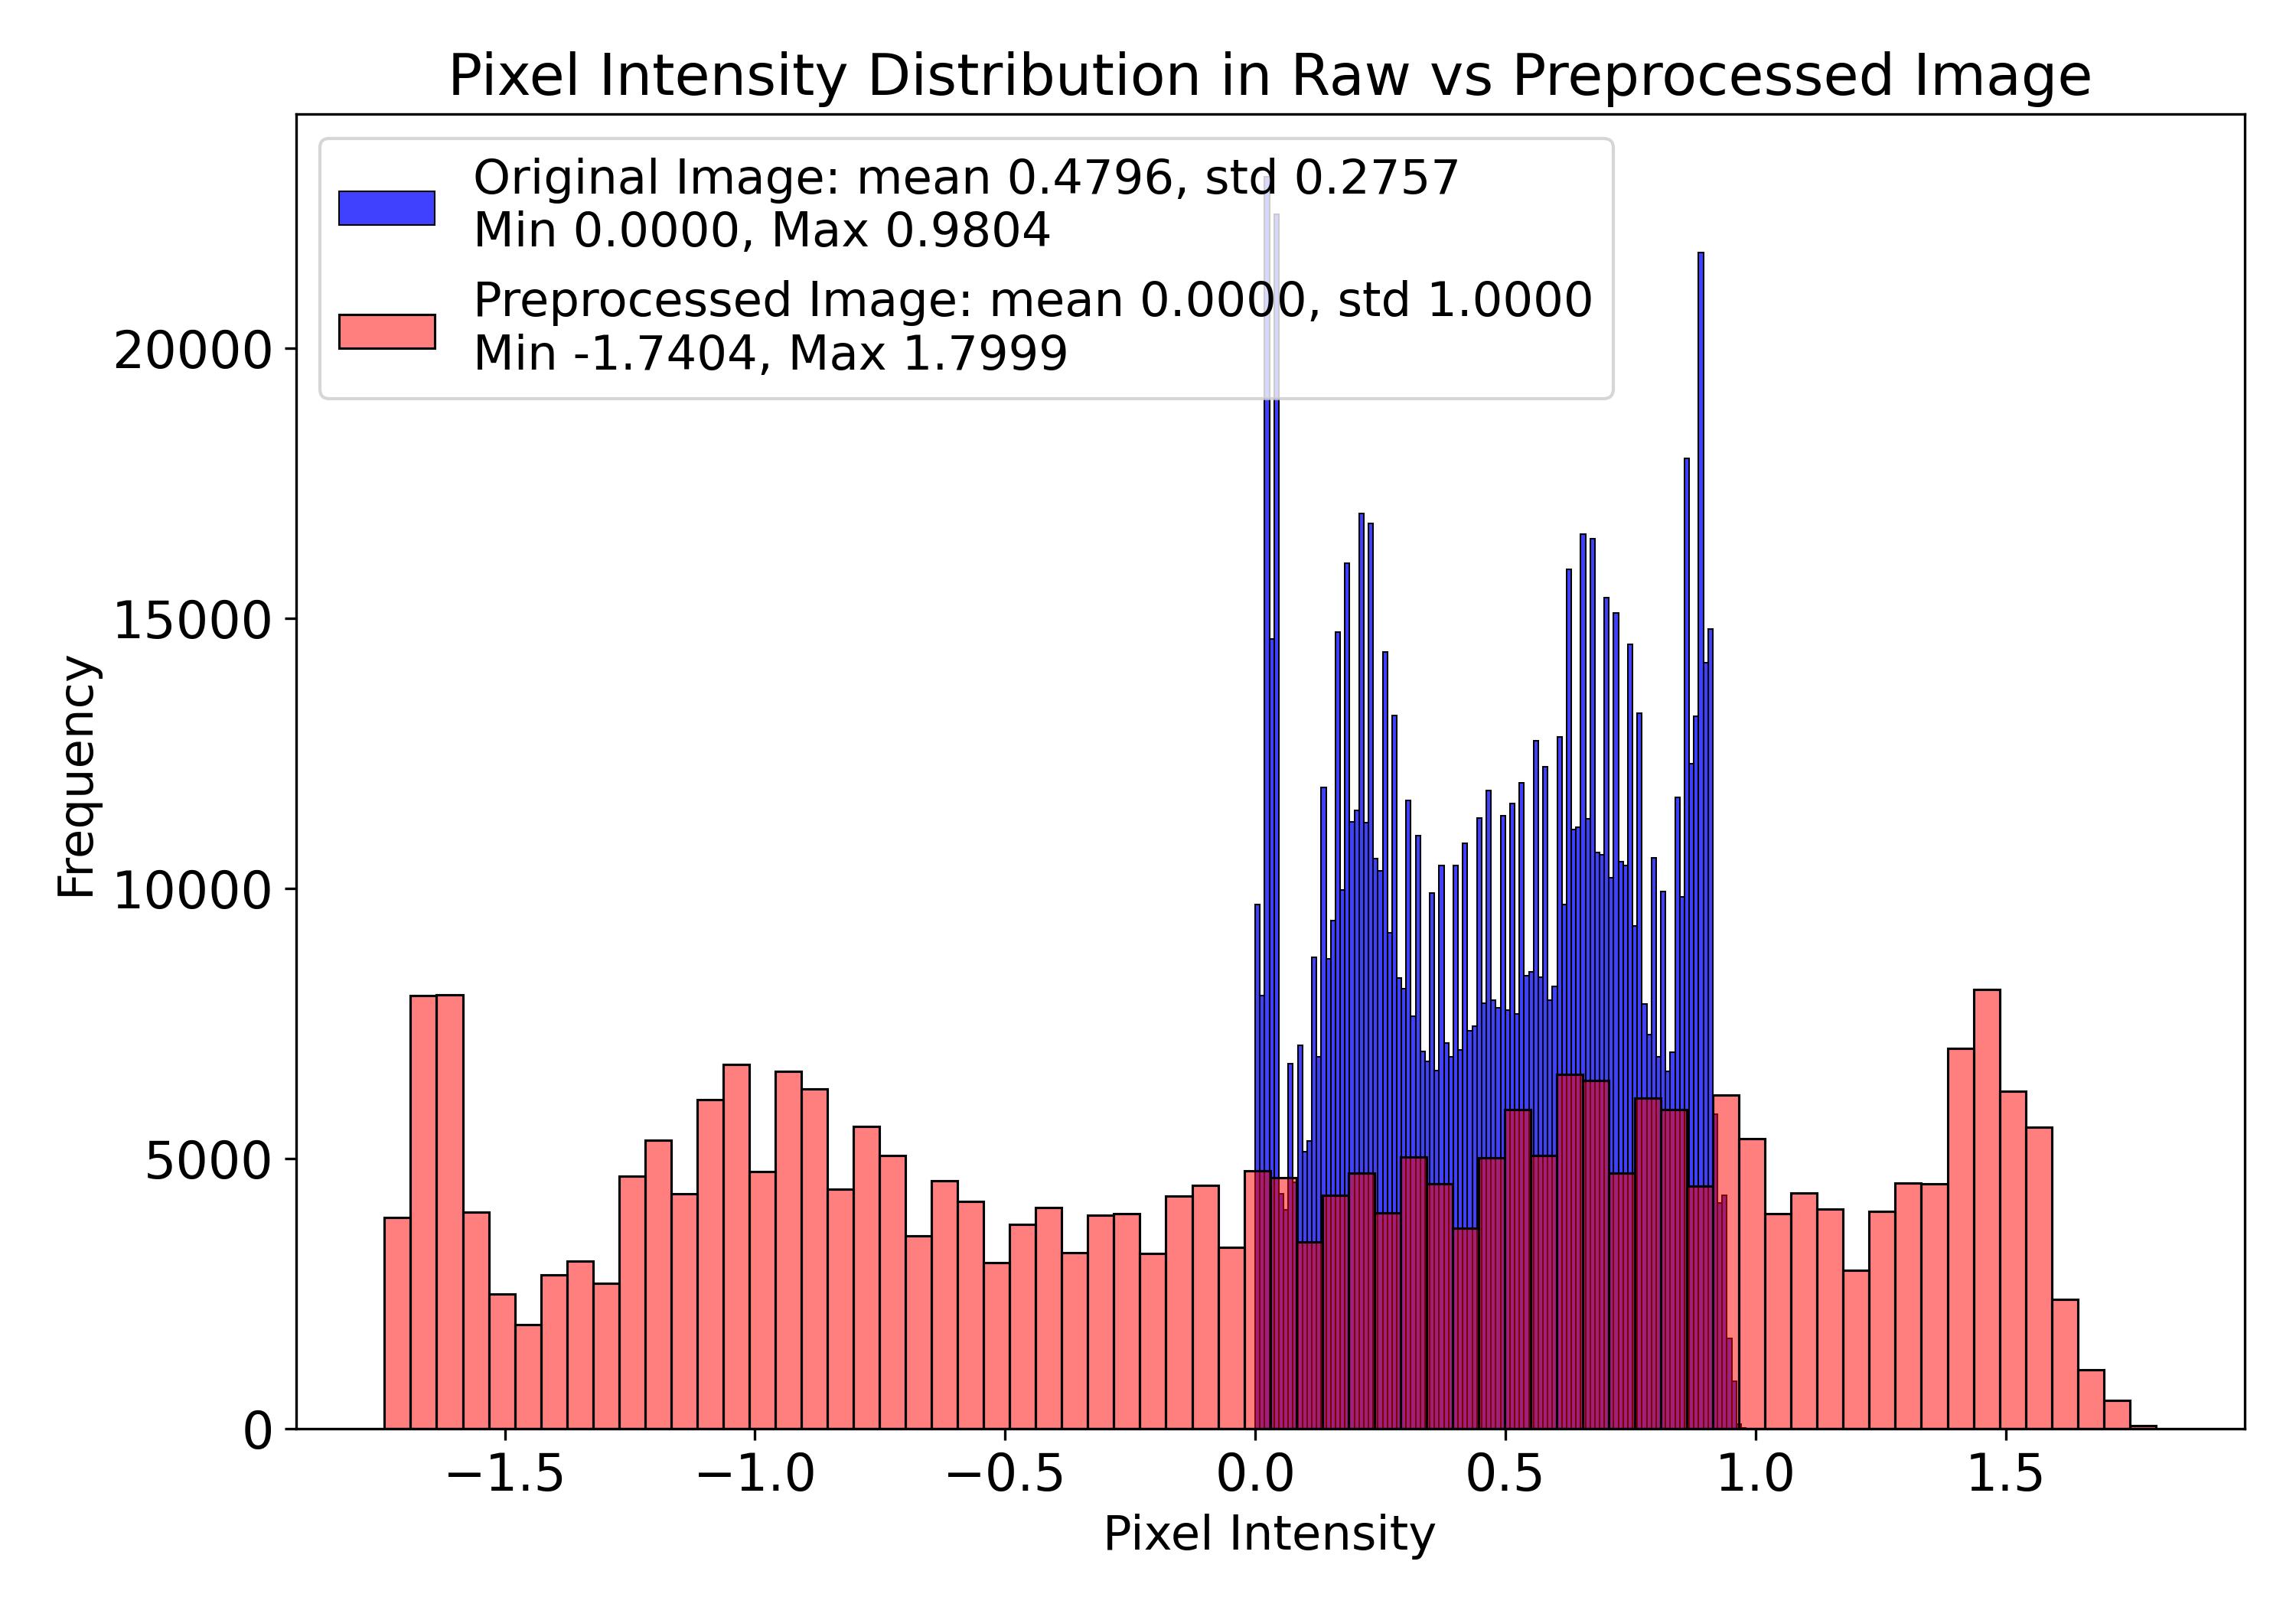 Pixel Intensity Distribution in Raw vs Preprocessed Image
Original Image: mean 0.4796, std 0.2757
Min 0.0000, Max 0.9804
Preprocessed Image: mean 0.0000, std 1.0000
Min -1.7404, Max 1.7999
Frequency
20000
15000
10000
5000
0
−1.5
−1.0
−0.5
0.0
0.5
1.0
1.5
Pixel Intensity